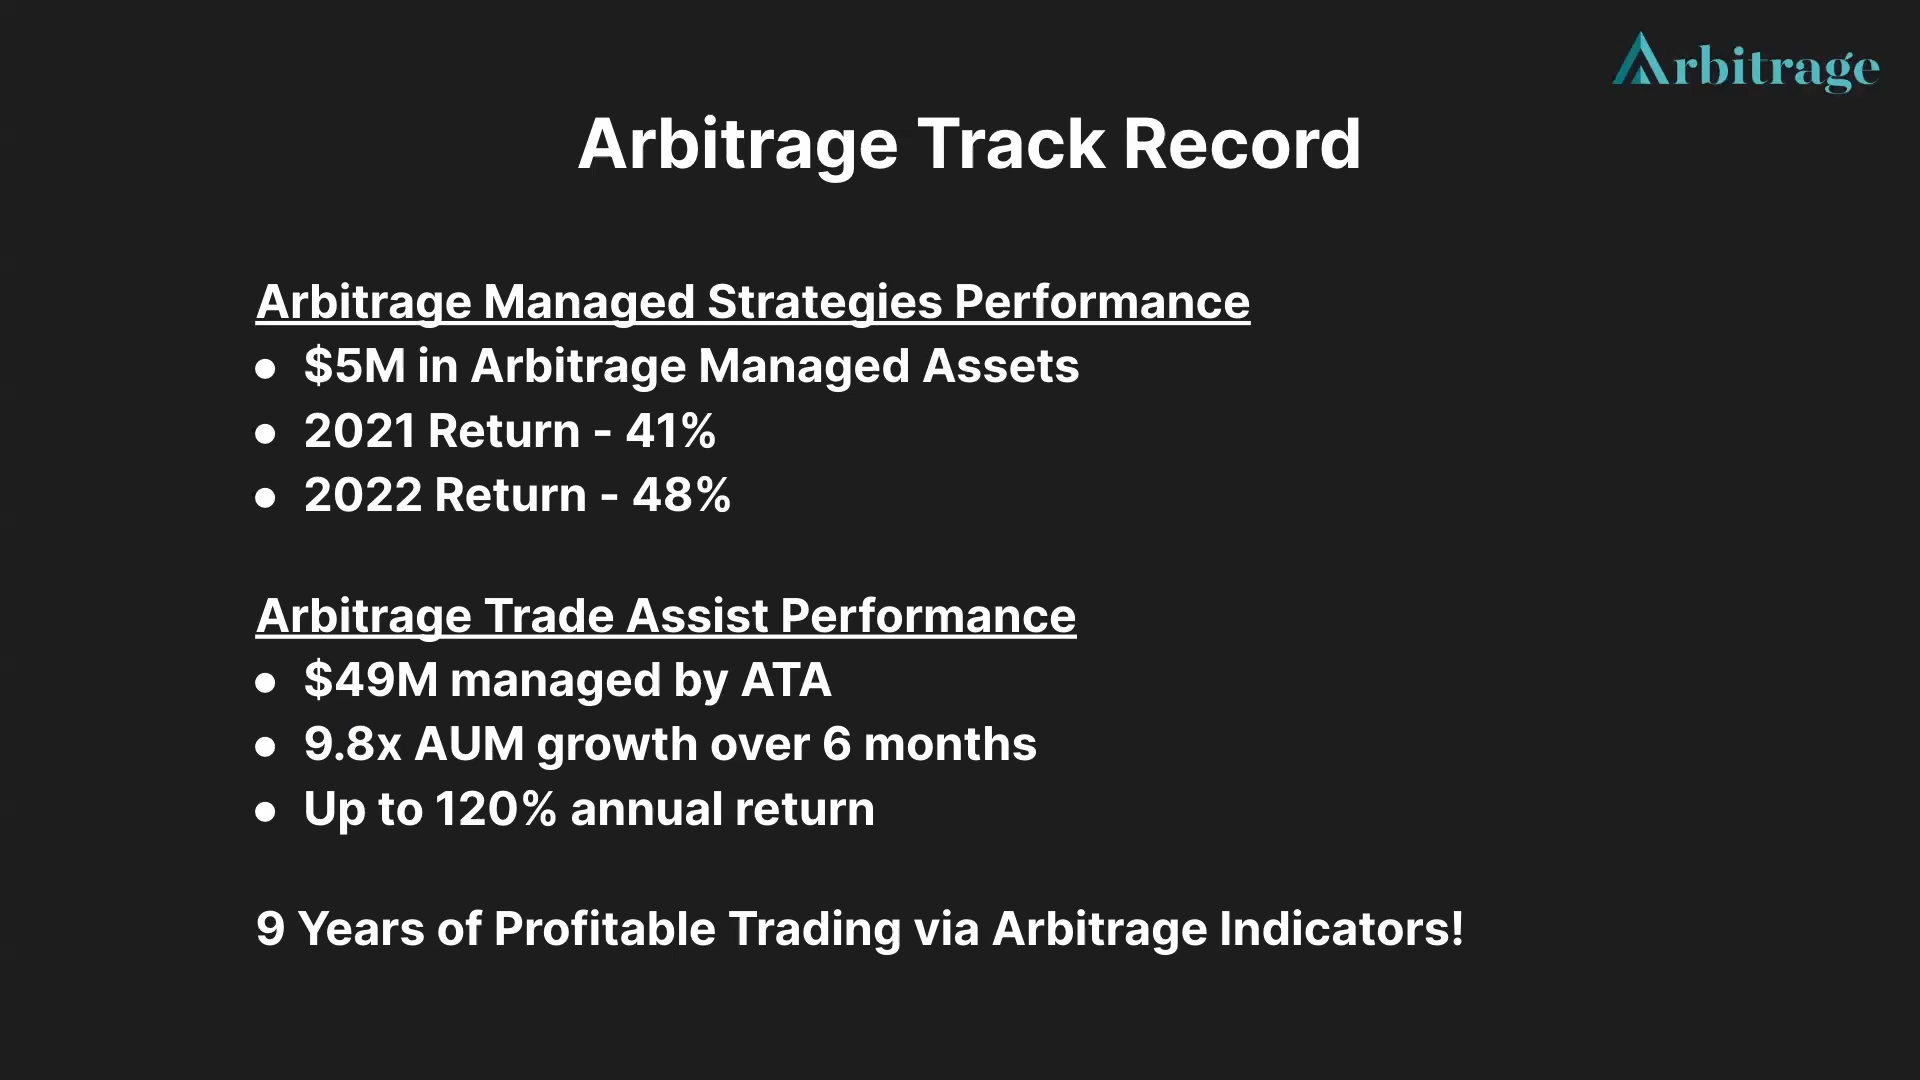 Arbitrage
Arbitrage Track Record
Arbitrage Managed Strategies Performance
● $5M in Arbitrage Managed Assets
● 2021 Return - 41%
● 2022 Return - 48%
Arbitrage Trade Assist Performance
● $49M managed by ATA
● 9.8x AUM growth over 6 months
● Up to 120% annual return
9 Years of Profitable Trading via Arbitrage Indicators!